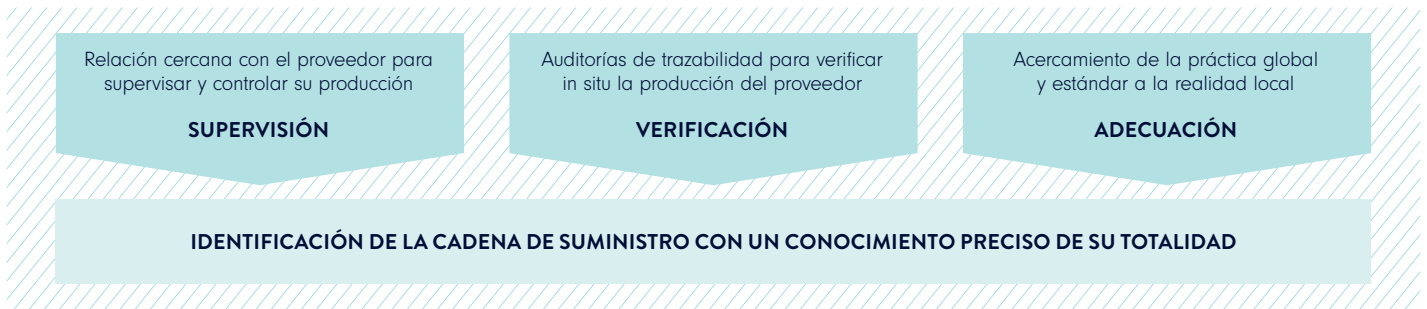 Relación cercana con el proveedor para
supervisar y controlar su producción
SUPERVISIÓN
Auditorías de trazabilidad para verificar
in situ la producción del proveedor
VERIFICACIÓN
Acercamiento de la práctica global
y estándar a la realidad local
ADECUACIÓN
IDENTIFICACIÓN DE LA CADENA DE SUMINISTRO CON UN CONOCIMIENTO PRECISO DE SU TOTALIDAD